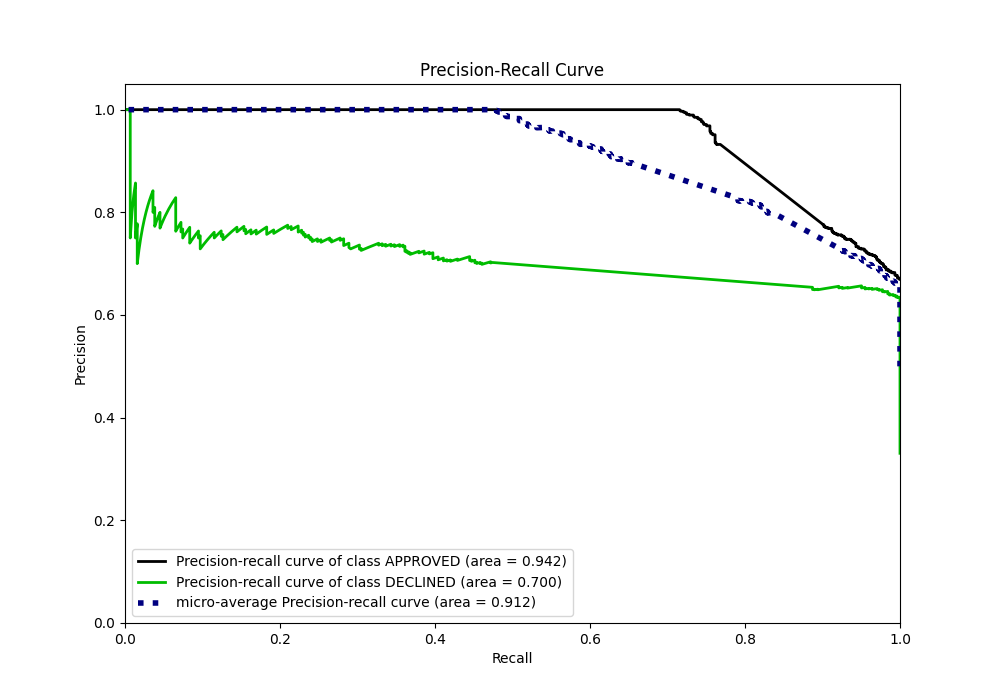 Precision-Recall Curve
1.0
0.8
0.6
0.4
0.2
0.0
Precision
Precision-recall curve of class APPROVED (area = 0.942)
Precision-recall curve of class DECLINED (area = 0.700)
micro-average Precision-recall curve (area = 0.912)
0.0 0.2 0.4 0.6 0.8 1.0
Recall